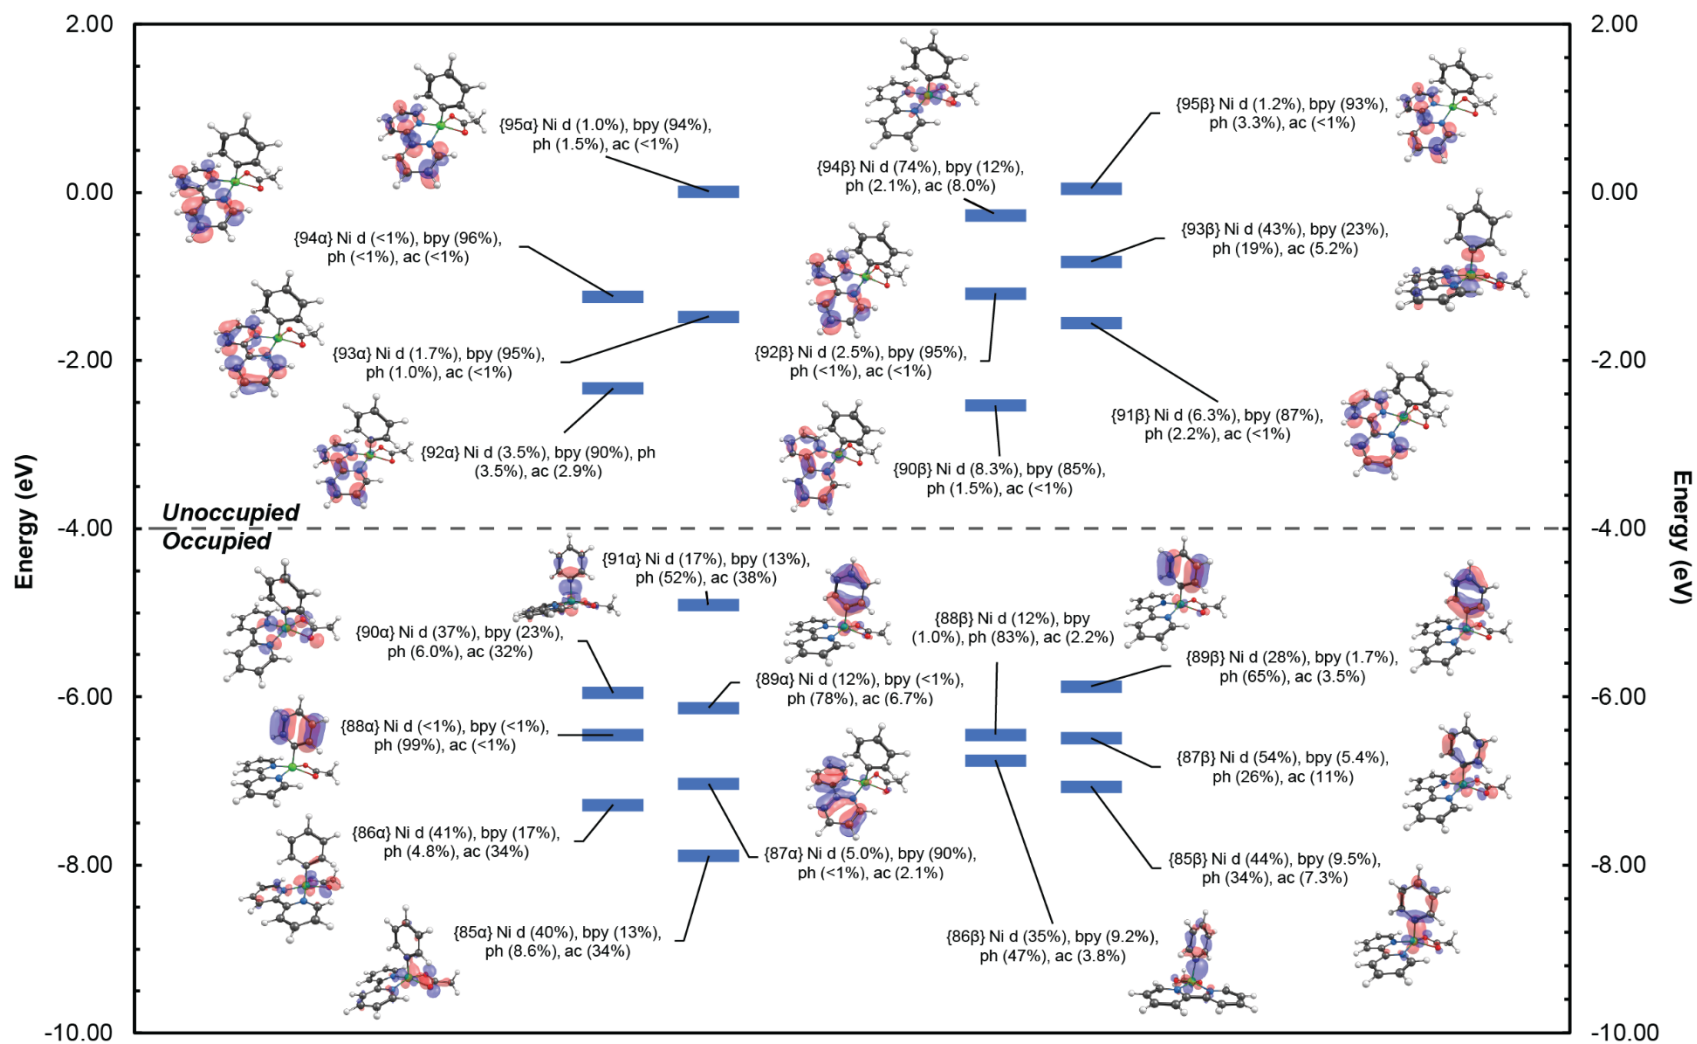 2.00
0.00
-2.00
-4.00
-6.00
-8.00
-10.00
Energy (eV)
{95α} Ni d (1.0%), bpy (94%),
ph (1.5%), ac (<1%)
{94α} Ni d (<1%), bpy (96%),
ph (<1%), ac (<1%)
{93α} Ni d (1.7%), bpy (95%),
ph (1.0%), ac (<1%)
{92α} Ni d (3.5%), bpy (90%), ph
(3.5%), ac (2.9%)
{94β} Ni d (74%), bpy (12%),
ph (2.1%), ac (8.0%)
{95β} Ni d (1.2%), bpy (93%),
ph (3.3%), ac (<1%)
{93β} Ni d (43%), bpy (23%),
ph (19%), ac (5.2%)
{92β} Ni d (2.5%), bpy (95%),
ph (<1%), ac (<1%)
{91β} Ni d (6.3%), bpy (87%),
ph (2.2%), ac (<1%)
{90β} Ni d (8.3%), bpy (85%),
ph (1.5%), ac (<1%)
Unoccupied
Occupied
{91α} Ni d (17%), bpy (13%),
ph (52%), ac (38%)
{90α} Ni d (37%), bpy (23%),
ph (6.0%), ac (32%)
{89α} Ni d (12%), bpy (<1%),
ph (78%), ac (6.7%)
{88α} Ni d (<1%), bpy (<1%),
ph (99%), ac (<1%)
{86α} Ni d (41%), bpy (17%),
ph (4.8%), ac (34%)
{87α} Ni d (5.0%), bpy (90%),
ph (<1%), ac (2.1%)
{85α} Ni d (40%), bpy (13%),
ph (8.6%), ac (34%)
{88β} Ni d (12%), bpy
(1.0%), ph (83%), ac (2.2%)
{89β} Ni d (28%), bpy (1.7%),
ph (65%), ac (3.5%)
{87β} Ni d (54%), bpy (5.4%),
ph (26%), ac (11%)
{85β} Ni d (44%), bpy (9.5%),
ph (34%), ac (7.3%)
{86β} Ni d (35%), bpy (9.2%),
ph (47%), ac (3.8%)
2.00
0.00
-2.00
-4.00
-6.00
-8.00
-10.00
Energy (eV)